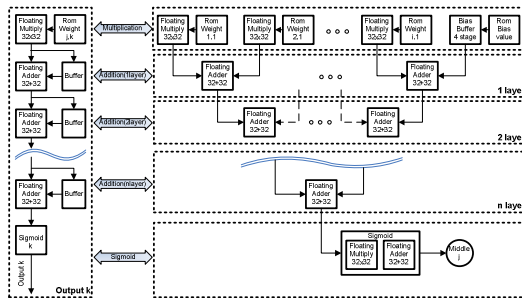 Floating
Multiply
32x32
Rom
Weight
j,k
Multiplication
Floating
Multiply
32x32
Rom
Weight
1,1
Floating
Multiply
32x32
Rom
Weight
2,1
Floating
Multiply
32x32
Rom
Weight
i,1
Bias
Buffer
4 stage
Rom
Bias
value
Floating
Adder
32+32
Buffer
Addition(1layer)
Floating
Adder
32+32
Floating
Adder
32+32
1 laye
Floating
Adder
32+32
Buffer
Addition(2layer)
Floating
Adder
32+32
Floating
Adder
32+32
2 laye
Floating
Adder
32+32
Buffer
Addition(nlayer)
Floating
Adder
32+32
n laye
Sigmoid
k
Sigmoid
Sigmoid
Floating
Multiply
32x32
Floating
Adder
32+32
Middle
j
Output k
Output k